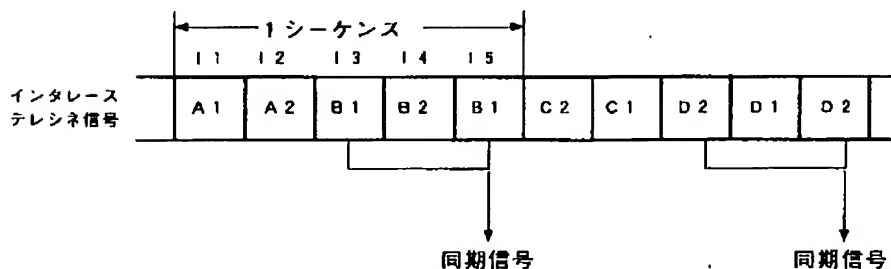 1 シーケンス
I1 I2 I3 I4 I5
インタレース
テレシネ信号
A1 A2 B1 B2 B1 C2 C1 D2 D1 D2
同期信号 同期信号